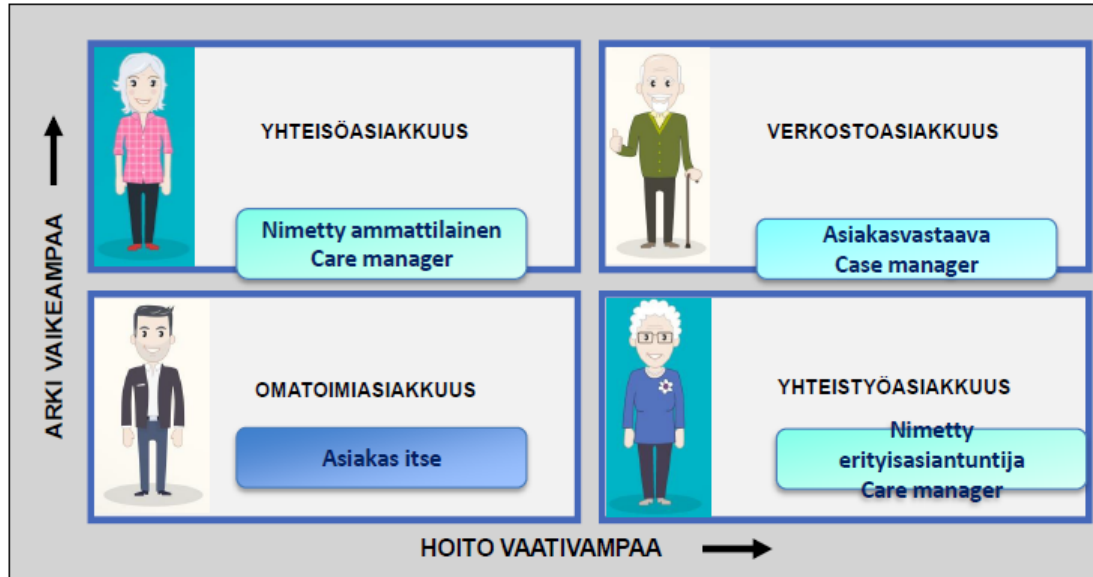 YHTEISÖASIAKKUUS
Nimetty ammattilainen
Care manager
VERKOSTOASIAKKUUS
Asiakasvastaava
Case manager
OMATOIMIASIAKKUUS
Asiakas itse
YHTEISTYÖASIAKKUUS
Nimetty
erityisasiantuntija
Care manager
ARKI VAIKEAMPAA
HOITO VAATIVAMPAA